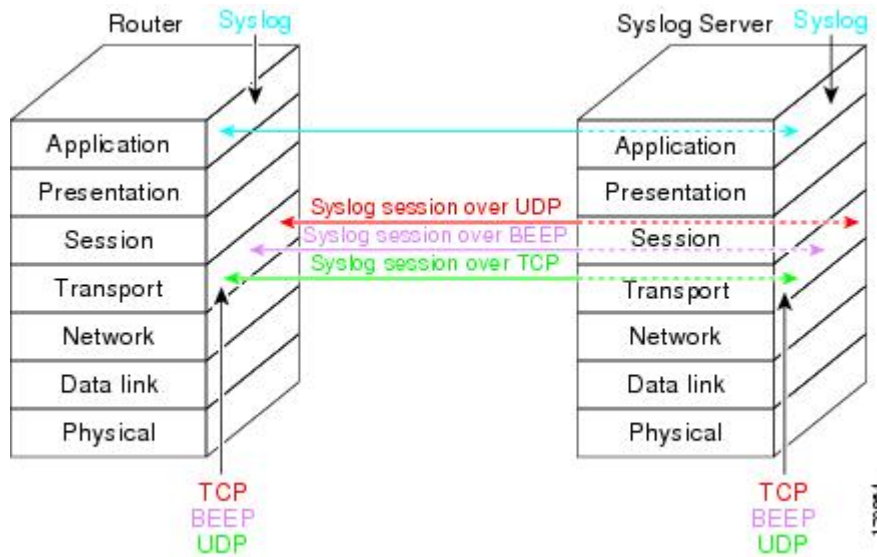 Router Syslog
Syslog Server Syslog
Application
Presentation
Session
Transport
Network
Data link
Physical
Syslog session over UDP
Syslog session over BEEP
Syslog session over TCP
Application
Presentation
Session
Transport
Network
Data link
Physical
TCP
BEEP
UDP
TCP
BEEP
UDP